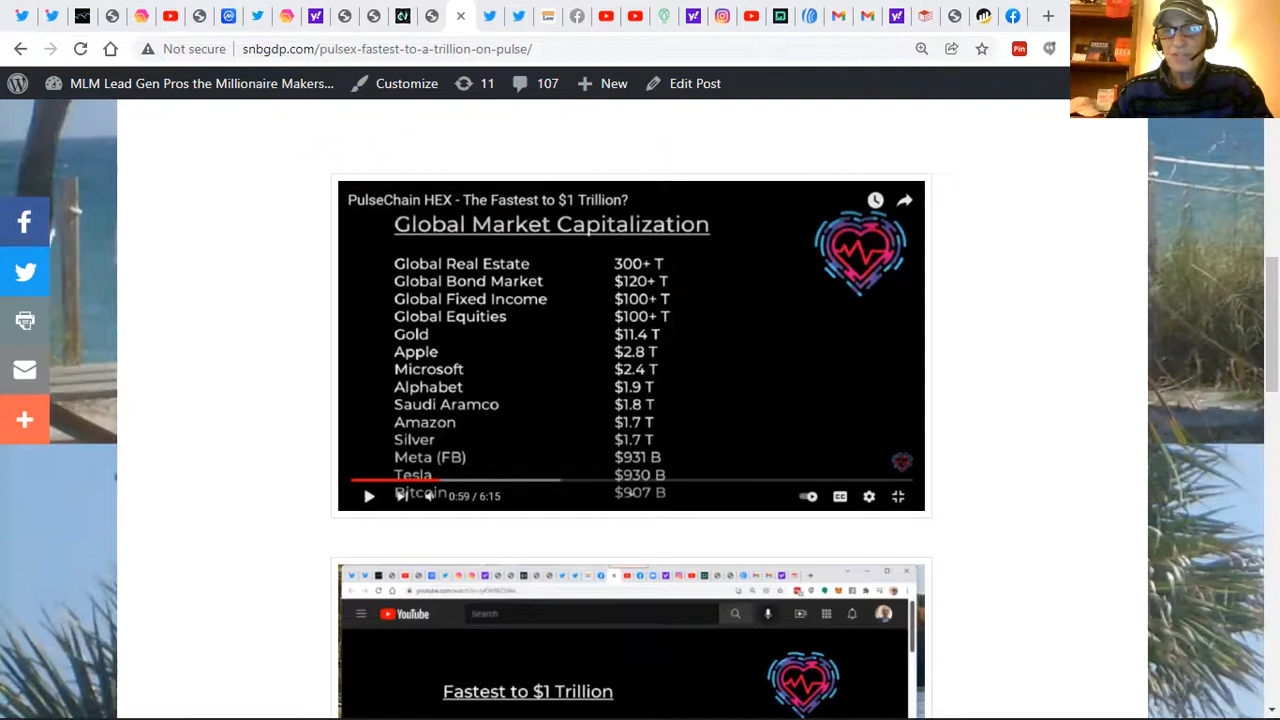 Not secure
snbgdp.com/pulsex-fastest-to-a-trillion-on-pulse/
Pin
MLM Lead Gen Pros the Millionaire Makers...
Customize
11
107
New
Edit Post
PulseChain HEX - The Fastest to $1 Trillion?
Global Market Capitalization
Global Real Estate 300+ T
Global Bond Market $120+ T
Global Fixed Income $100+ T
Global Equities $100+ T
Gold $11.4 T
Apple $2.8 T
Microsoft $2.4 T
Alphabet $1.9 T
Saudi Aramco $1.8 T
Amazon $1.7 T
Silver $1.7 T
Meta (FB) $931 B
Tesla $930 B
Bitcoin $907 B
0:59 / 6:15
CC
YouTube
Search
Fastest to $1 Trillion